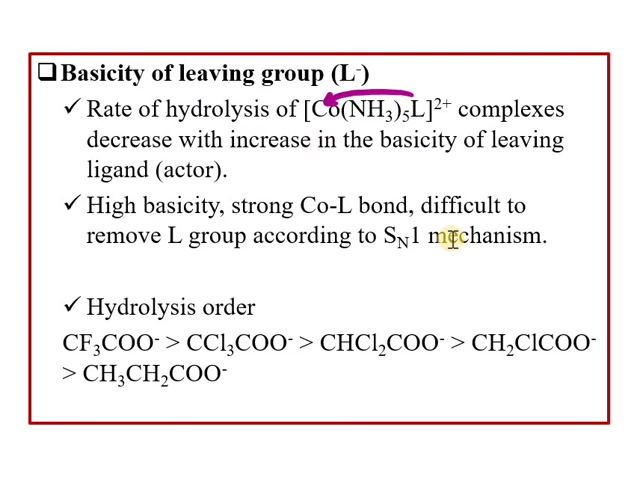 ❑Basicity of leaving group (L⁻)
✓ Rate of hydrolysis of [Co(NH₃)₅L]²⁺ complexes
decrease with increase in the basicity of leaving
ligand (actor).
✓ High basicity, strong Co-L bond, difficult to
remove L group according to S_N1 mechanism.
✓ Hydrolysis order
CF₃COO⁻ > CCl₃COO⁻ > CHCl₂COO⁻ > CH₂ClCOO⁻
> CH₃CH₂COO⁻